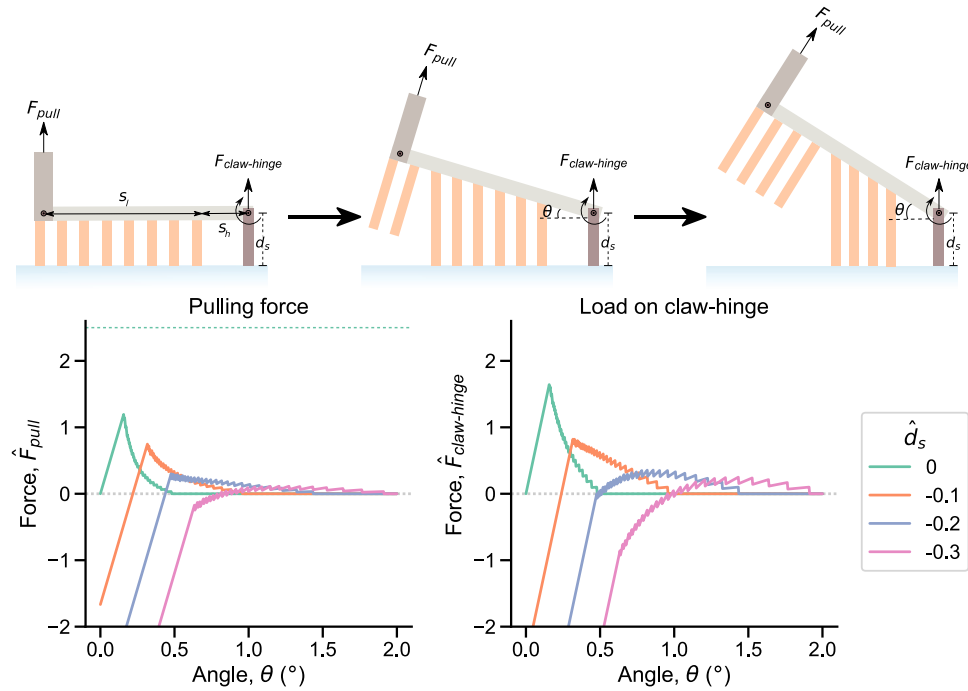 F_pull
F_pull
F_pull
F_claw-hinge
F_claw-hinge
F_claw-hinge
s_l
s_h
d_s
θ
d_s
θ
d_s
Pulling force
Force, F̂_pull
2
1
0
−1
−2
0.0 0.5 1.0 1.5 2.0
Angle, θ (°)
Load on claw-hinge
Force, F̂_claw-hinge
2
1
0
−1
−2
0.0 0.5 1.0 1.5 2.0
Angle, θ (°)
d̂_s
0
-0.1
-0.2
-0.3